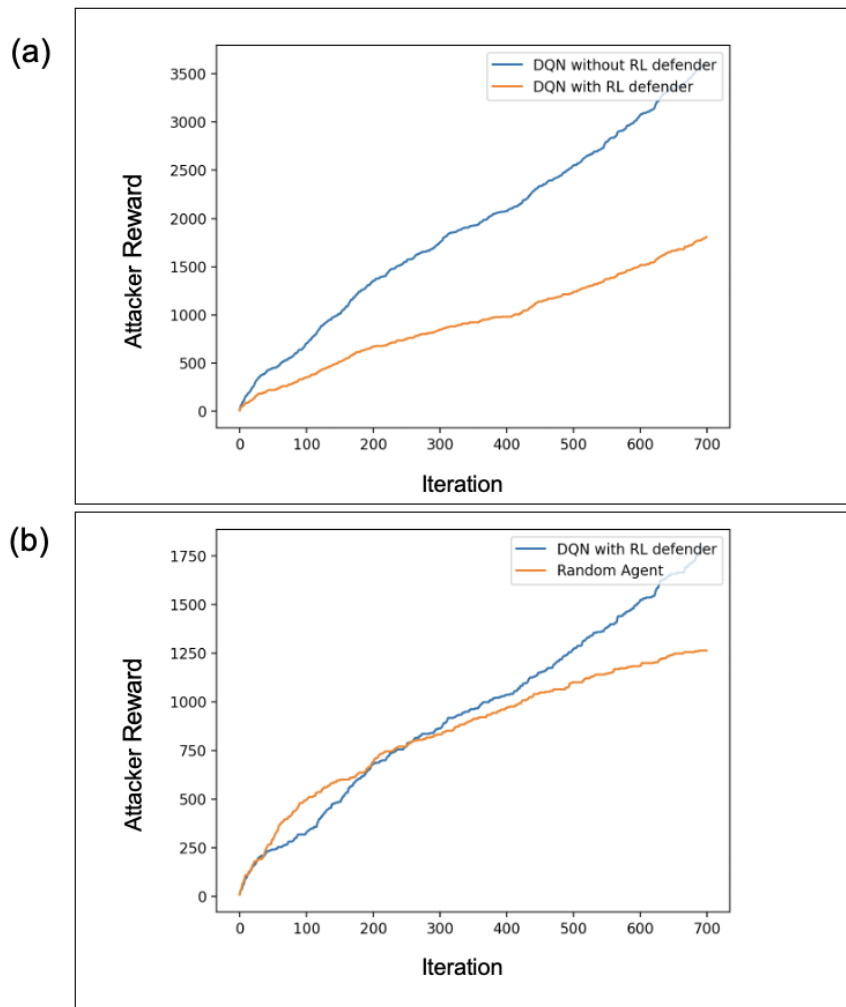 (a)
DQN without RL defender
DQN with RL defender
3500
3000
2500
2000
1500
1000
500
0
Attacker Reward
0 100 200 300 400 500 600 700
Iteration
(b)
DQN with RL defender
Random Agent
1750
1500
1250
1000
750
500
250
0
Attacker Reward
0 100 200 300 400 500 600 700
Iteration